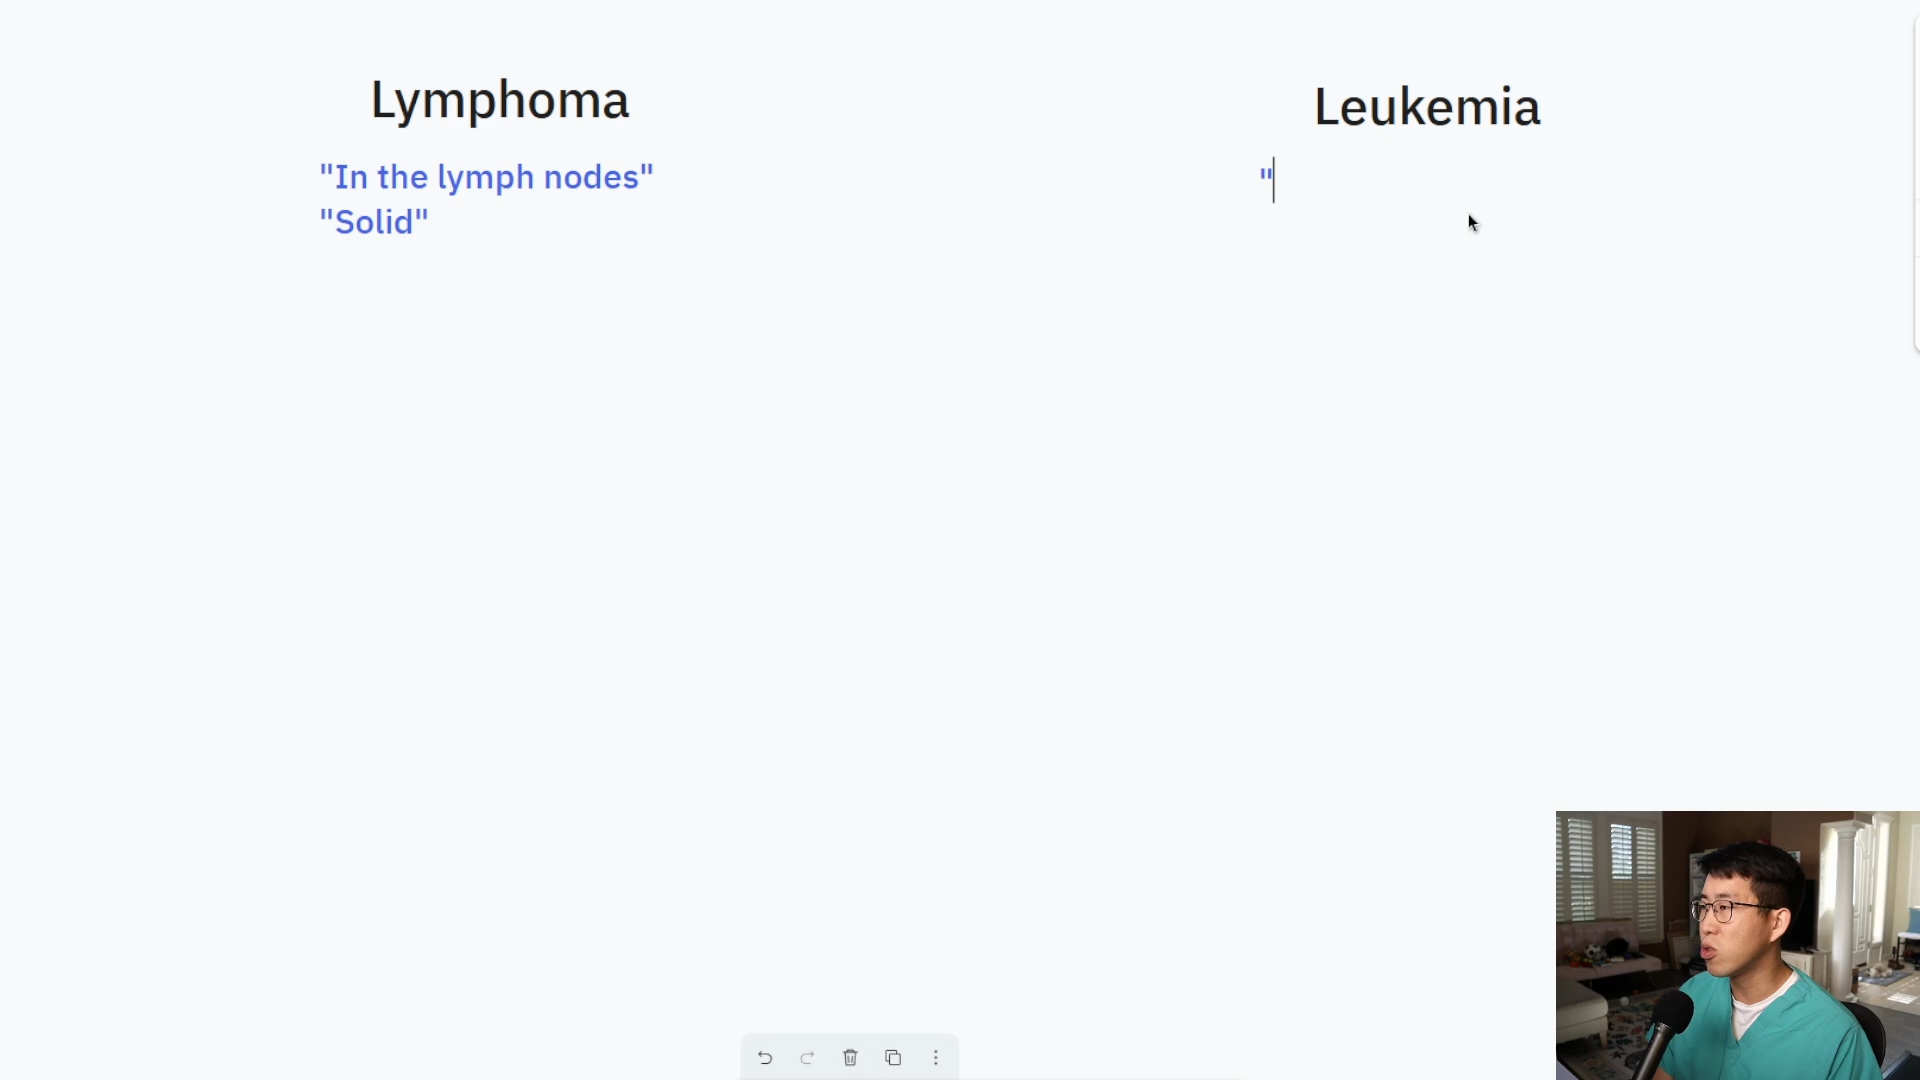 Lymphoma
"In the lymph nodes"
"Solid"
Leukemia
"